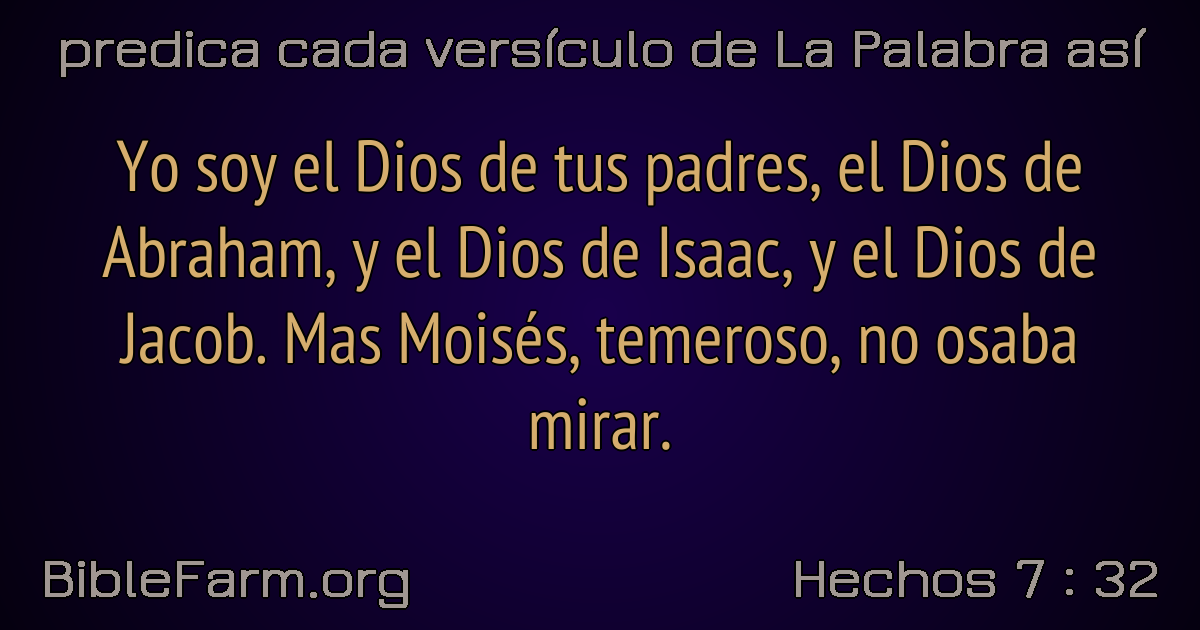 predica cada versículo de La Palabra así
Yo soy el Dios de tus padres, el Dios de
Abraham, y el Dios de Isaac, y el Dios de
Jacob. Mas Moisés, temeroso, no osaba
mirar.
BibleFarm.org
Hechos 7 : 32